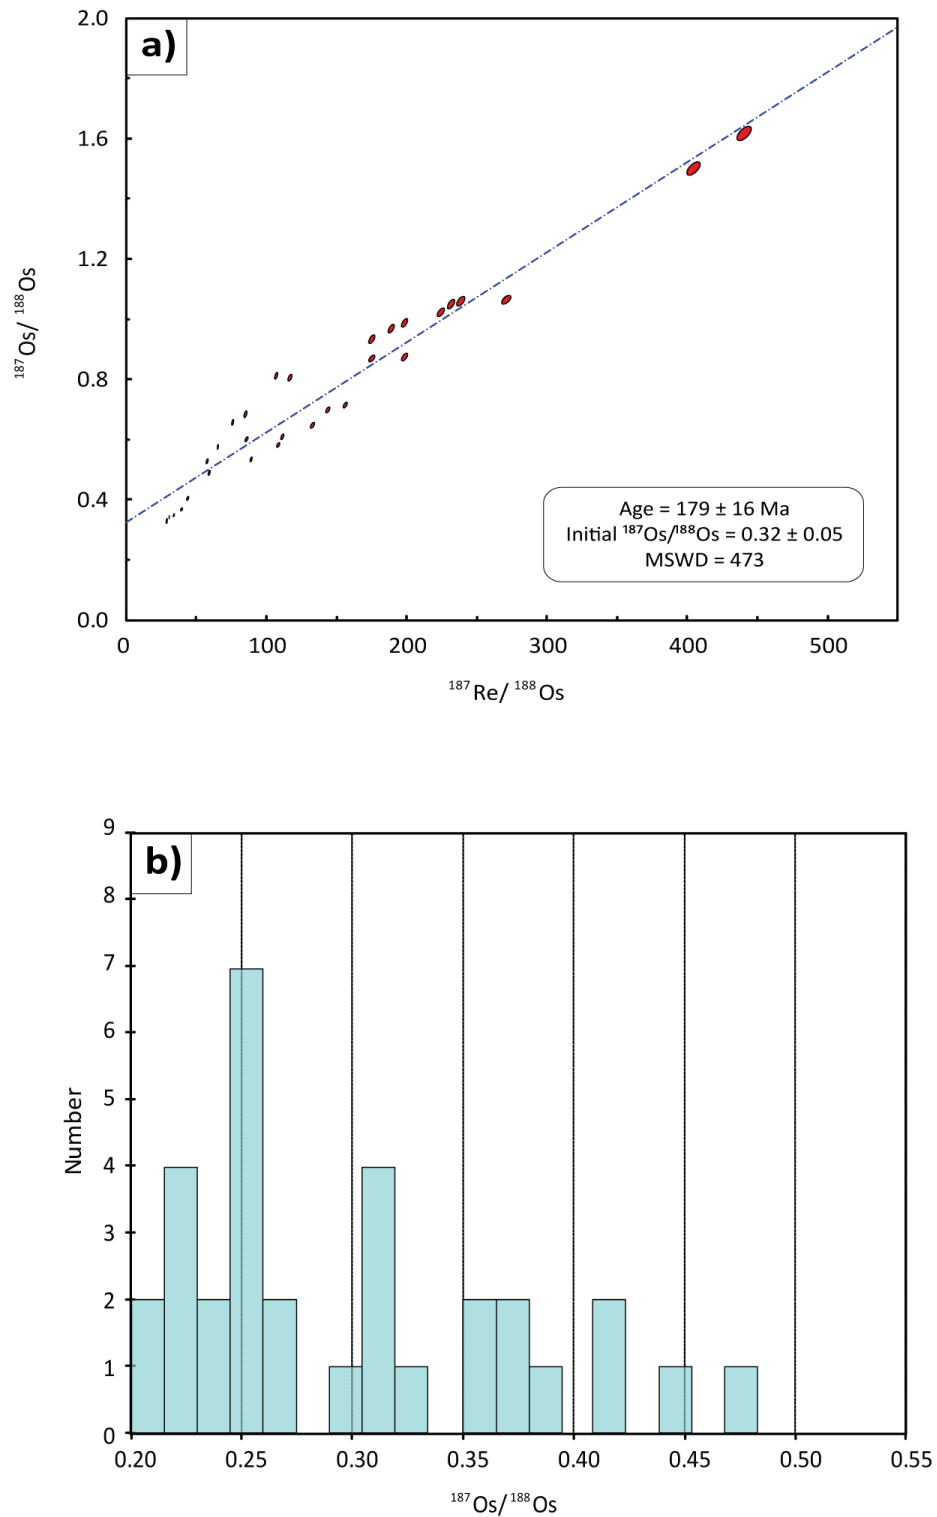 a)
2.0
1.6
1.2
0.8
0.4
0.0
¹⁸⁷Os/ ¹⁸⁸Os
Age = 179 ± 16 Ma
Initial ¹⁸⁷Os/¹⁸⁸Os = 0.32 ± 0.05
MSWD = 473
0 100 200 300 400 500
¹⁸⁷Re/ ¹⁸⁸Os
b)
9
8
7
6
5
4
3
2
1
0
Number
0.20 0.25 0.30 0.35 0.40 0.45 0.50 0.55
¹⁸⁷Os/ ¹⁸⁸Os